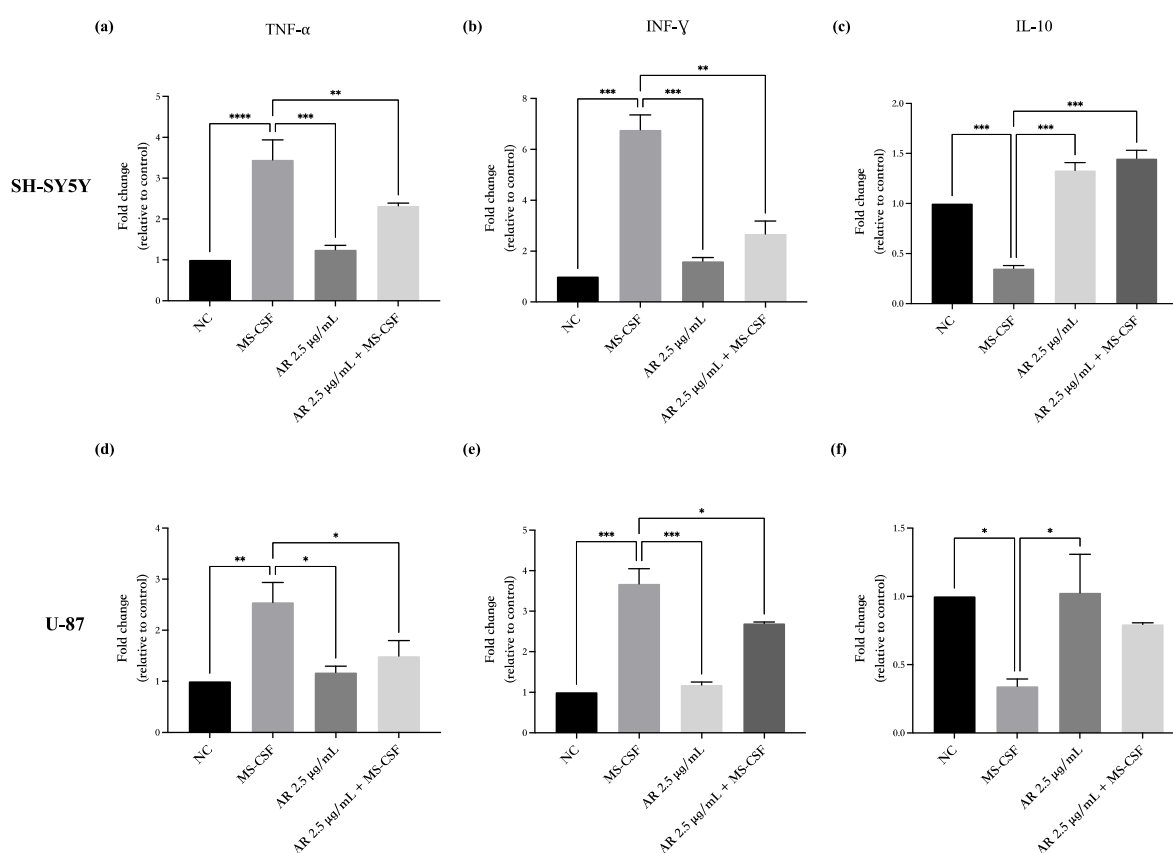 (a)
TNF-α
(b)
INF-Ɣ
(c)
IL-10
SH-SY5Y
Fold change
(relative to control)
5
4
3
2
1
0
****
***
**
NC
MS-CSF
AR 2.5 µg/mL
AR 2.5 µg/mL + MS-CSF
Fold change
(relative to control)
8
6
4
2
0
***
***
**
NC
MS-CSF
AR 2.5 µg/mL
AR 2.5 µg/mL + MS-CSF
Fold change
(relative to control)
2.0
1.5
1.0
0.5
0.0
***
***
***
NC
MS-CSF
AR 2.5 µg/mL
AR 2.5 µg/mL + MS-CSF
(d)
(e)
(f)
U-87
Fold change
(relative to control)
4
3
2
1
0
**
*
*
NC
MS-CSF
AR 2.5 µg/mL
AR 2.5 µg/mL + MS-CSF
Fold change
(relative to control)
5
4
3
2
1
0
***
***
*
NC
MS-CSF
AR 2.5 µg/mL
AR 2.5 µg/mL + MS-CSF
Fold change
(relative to control)
1.5
1.0
0.5
0.0
*
*
NC
MS-CSF
AR 2.5 µg/mL
AR 2.5 µg/mL + MS-CSF